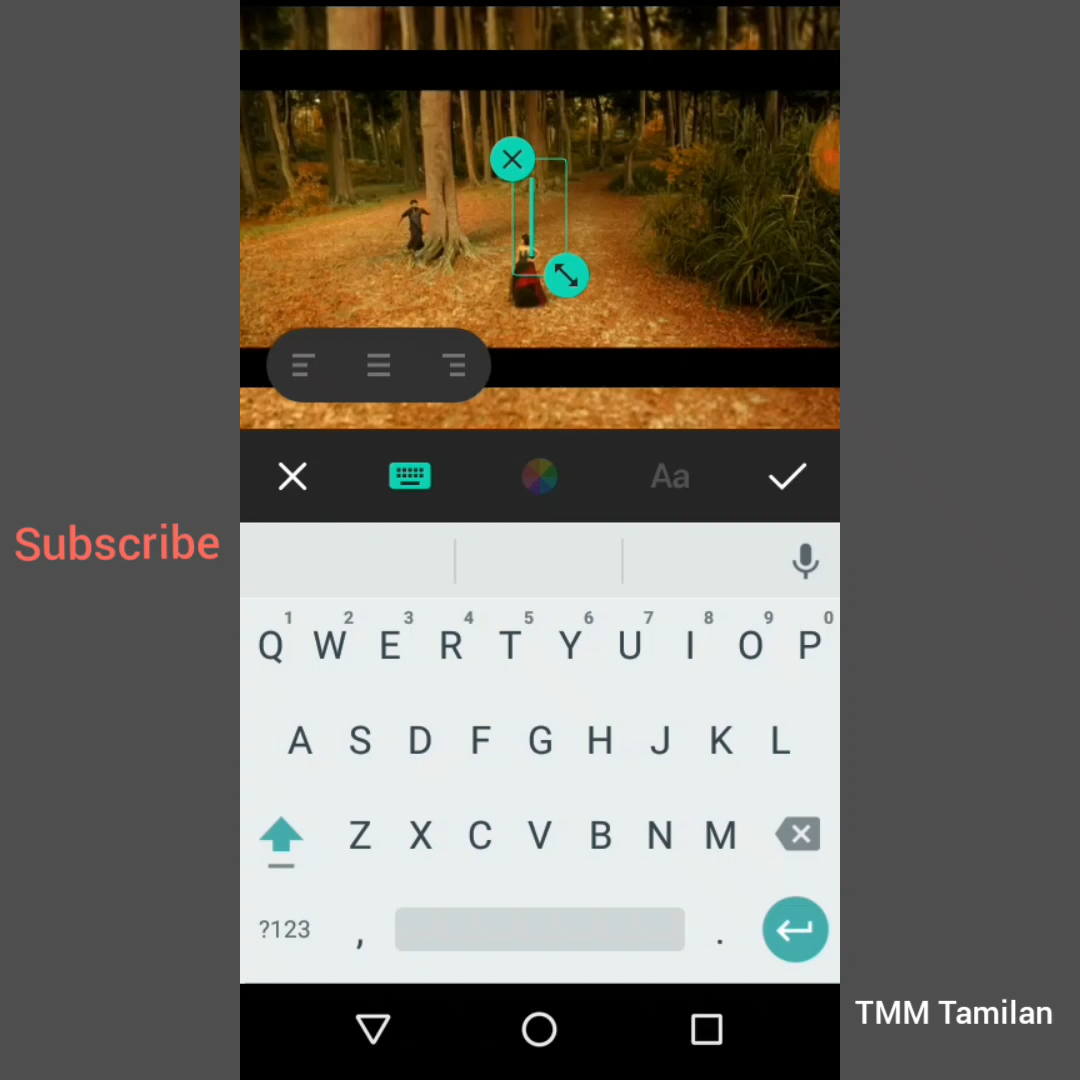 Aa
Subscribe
1 2 3 4 5 6 7 8 9 0
Q W E R T Y U I O P
A S D F G H J K L
Z X C V B N M
?123 , .
TMM Tamilan